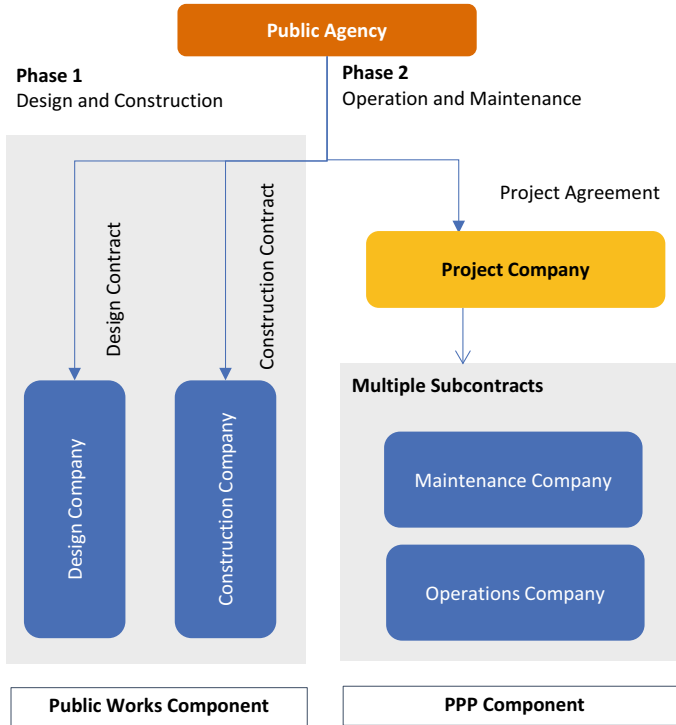 Public Agency
Phase 1
Design and Construction
Phase 2
Operation and Maintenance
Design Contract
Construction Contract
Project Agreement
Project Company
Design Company
Construction Company
Multiple Subcontracts
Maintenance Company
Operations Company
Public Works Component
PPP Component